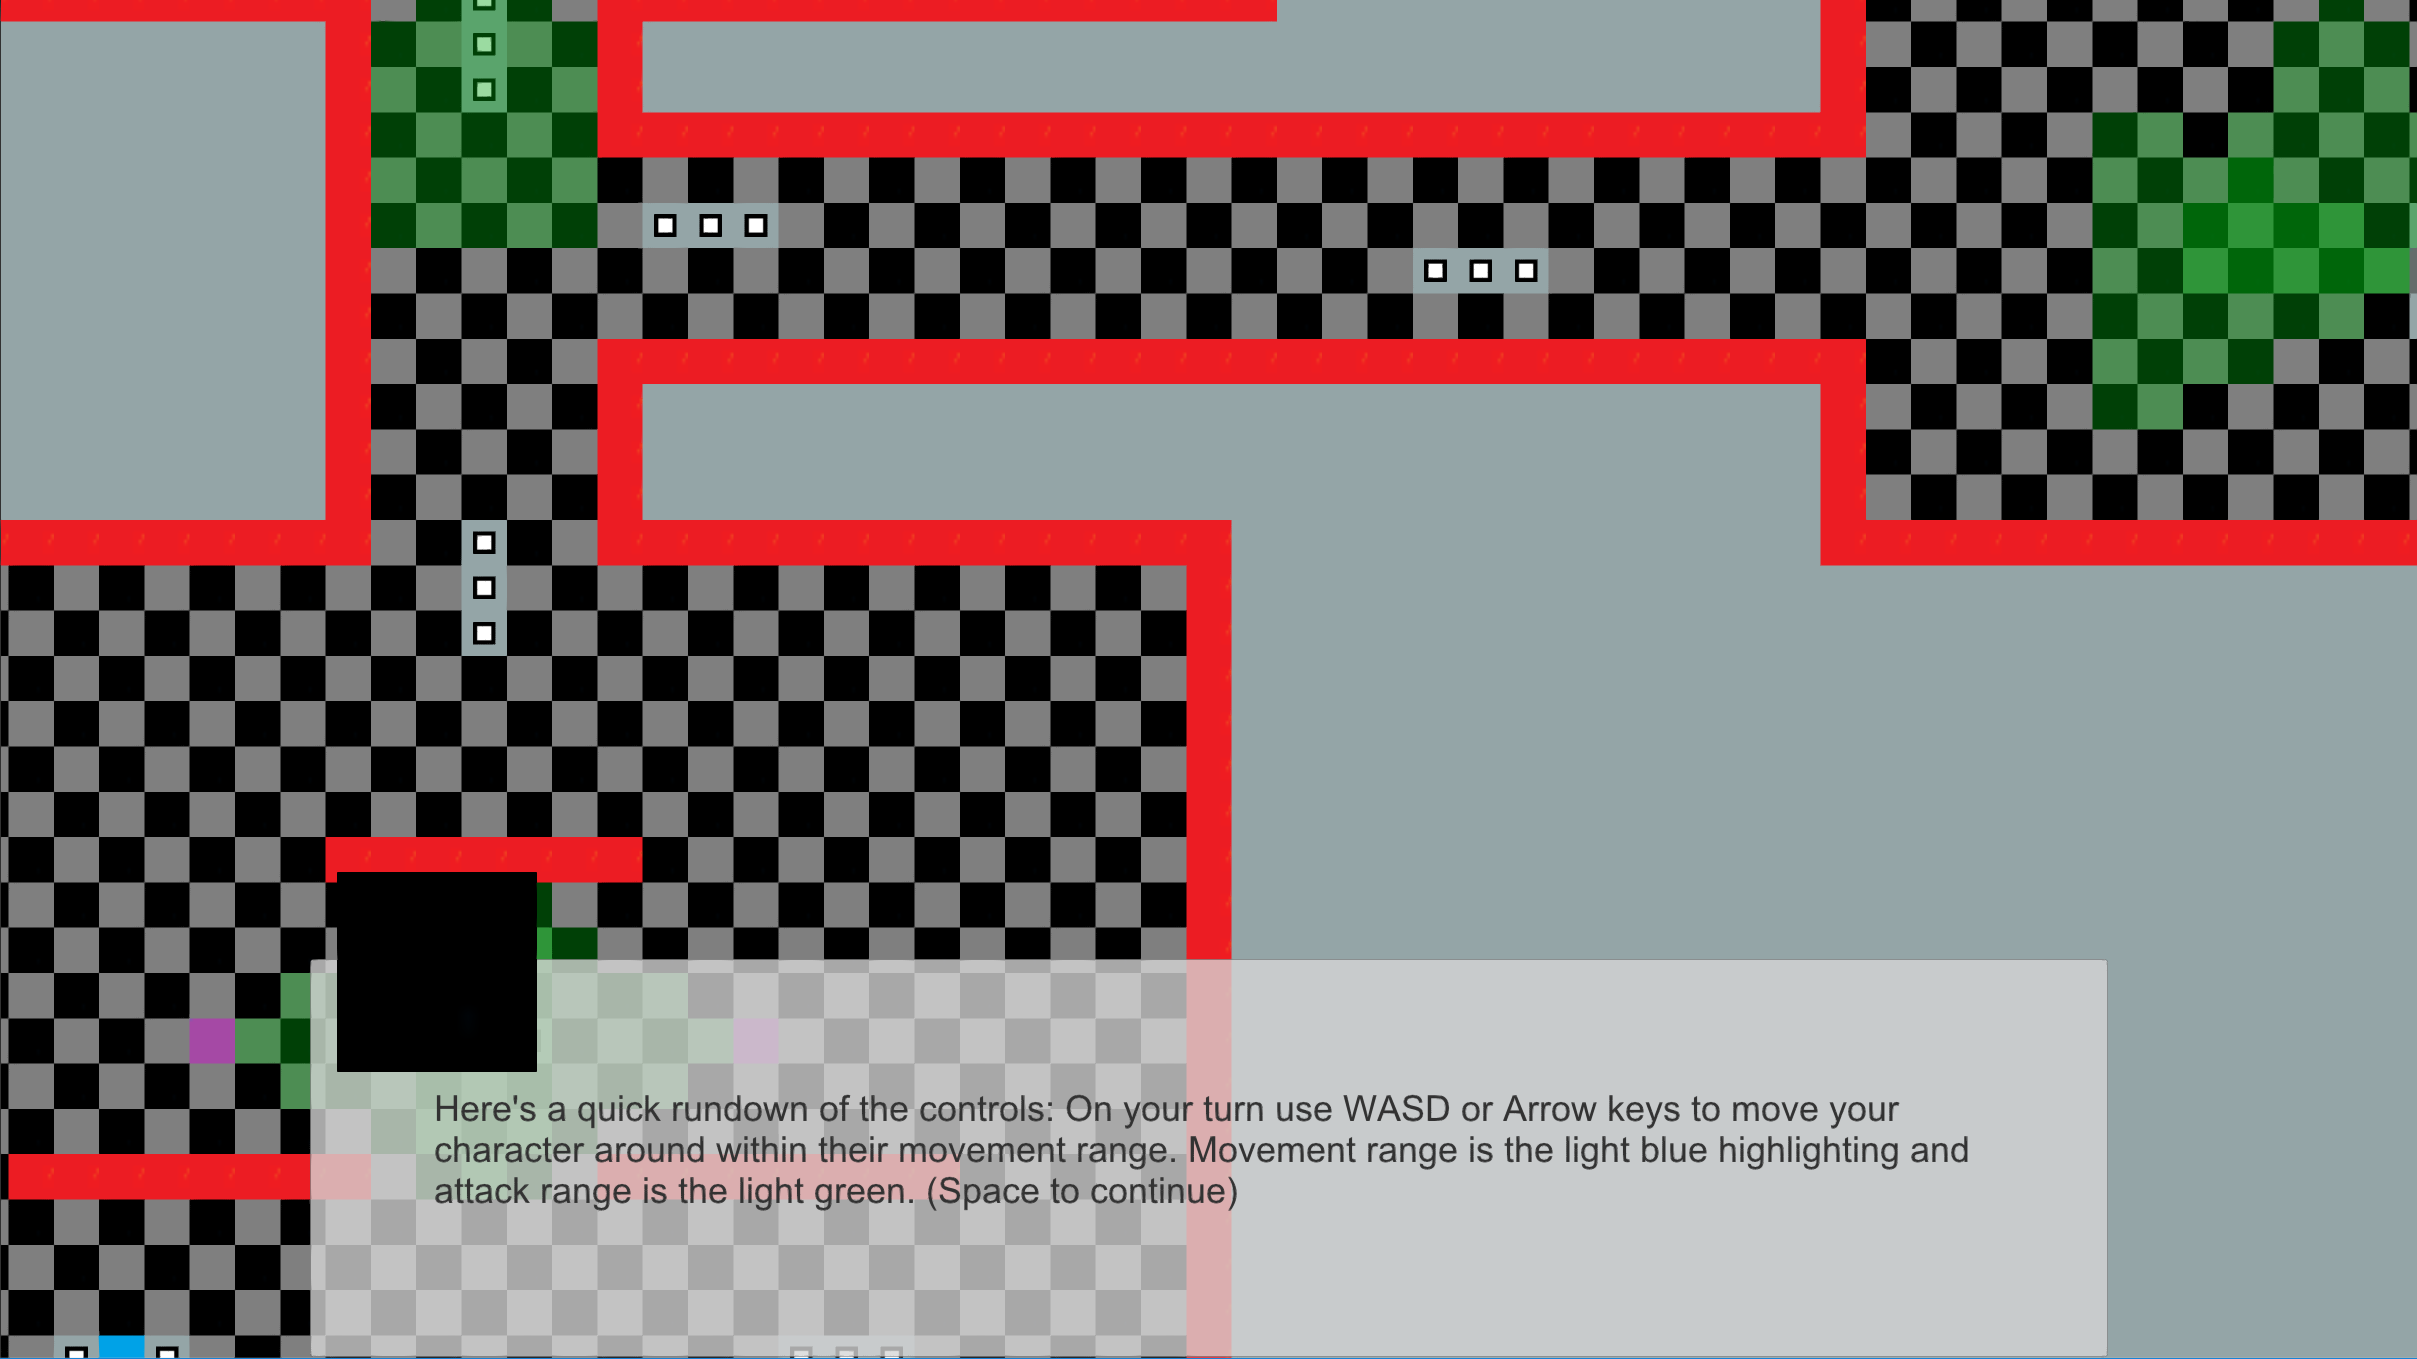 Here's a quick rundown of the controls: On your turn use WASD or Arrow keys to move your
character around within their movement range. Movement range is the light blue highlighting and
attack range is the light green. (Space to continue)